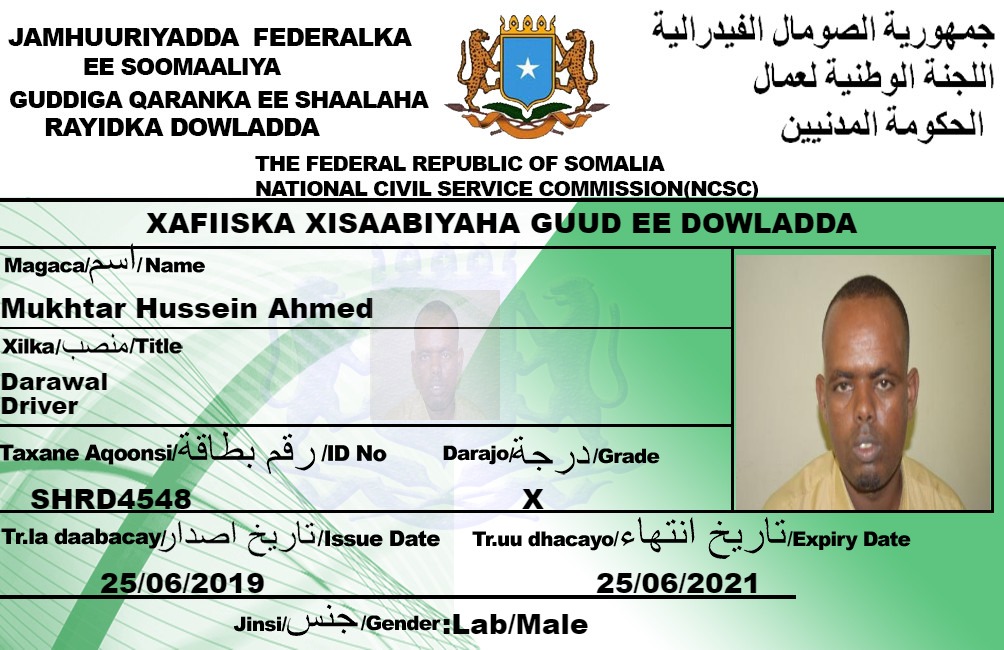 JAMHUURIYADDA FEDERALKA
EE SOOMAALIYA
GUDDIGA QARANKA EE SHAALAHA
RAYIDKA DOWLADDA
جمهورية الصومال الفيدرالية
اللجنة الوطنية لعمال
الحكومة المدنيين
THE FEDERAL REPUBLIC OF SOMALIA
NATIONAL CIVIL SERVICE COMMISSION(NCSC)
XAFIISKA XISAABIYAHA GUUD EE DOWLADDA
Magaca/اسم/Name
Mukhtar Hussein Ahmed
Xilka/منصب/Title
Darawal
Driver
Taxane Aqoonsi/رقم بطاقة/ID No Darajo/درجة/Grade
SHRD4548 X
Tr.la daabacay/تاريخ اصدار/Issue Date Tr.uu dhacayo/تاريخ انتهاء/Expiry Date
25/06/2019 25/06/2021
Jinsi/جنس/Gender:Lab/Male